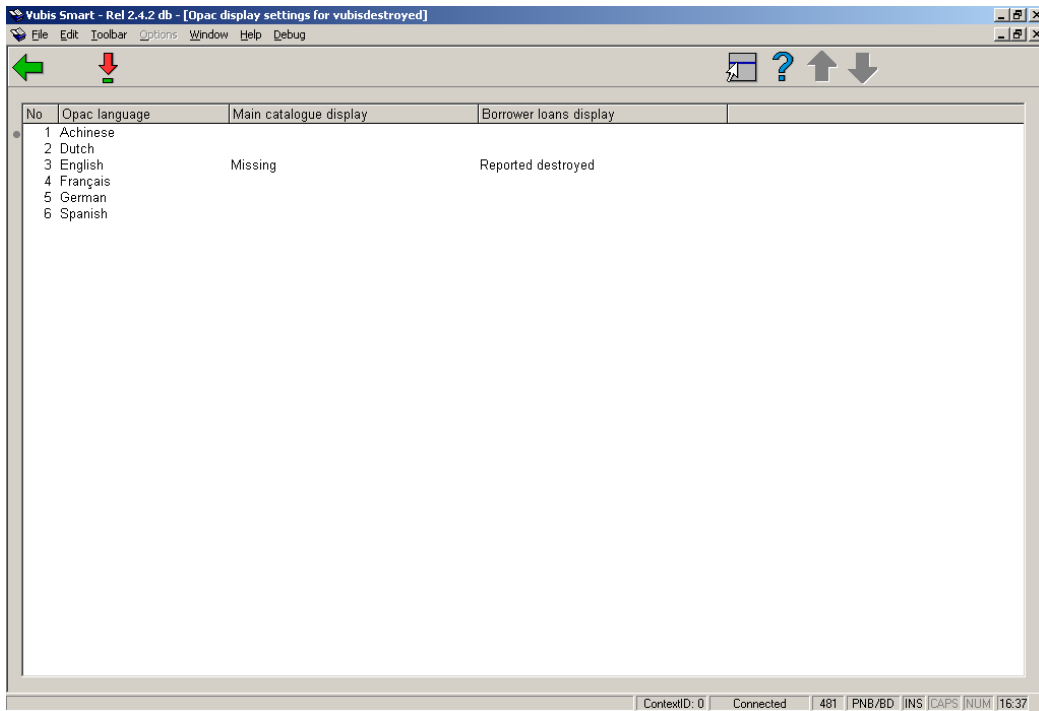 Vubis Smart - Rel 2.4.2 db - [Opac display settings for vubisdestroyed]
File Edit Toolbar Options Window Help Debug
No Opac language Main catalogue display Borrower loans display
1 Achinese
2 Dutch
3 English Missing Reported destroyed
4 Français
5 German
6 Spanish
ContextID: 0 Connected 481 PNB/BD INS CAPS NUM 16:37